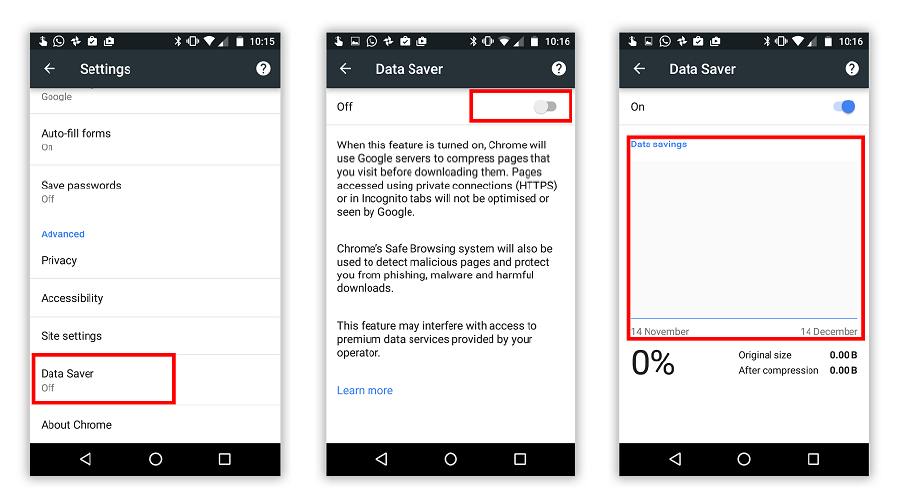 10:15
Settings
Google
Auto-fill forms
On
Save passwords
Off
Advanced
Privacy
Accessibility
Site settings
Data Saver
Off
About Chrome
10:16
Data Saver
Off
When this feature is turned on, Chrome will
use Google servers to compress pages that
you visit before downloading them. Pages
accessed using private connections (HTTPS)
or in Incognito tabs will not be optimised or
seen by Google.
Chrome's Safe Browsing system will also be
used to detect malicious pages and protect
you from phishing, malware and harmful
downloads.
This feature may interfere with access to
premium data services provided by your
operator.
Learn more
10:16
Data Saver
On
Data savings
14 November 14 December
0%
Original size 0.00B
After compression 0.00B